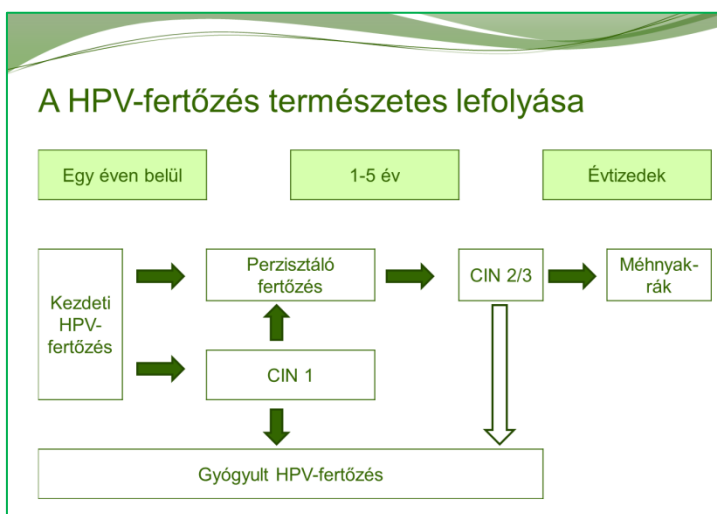 A HPV-fertőzés természetes lefolyása
Egy éven belül
1-5 év
Évtizedek
Kezdeti
HPV-
fertőzés
Perzisztáló
fertőzés
CIN 2/3
Méhnyak-
rák
CIN 1
Gyógyult HPV-fertőzés